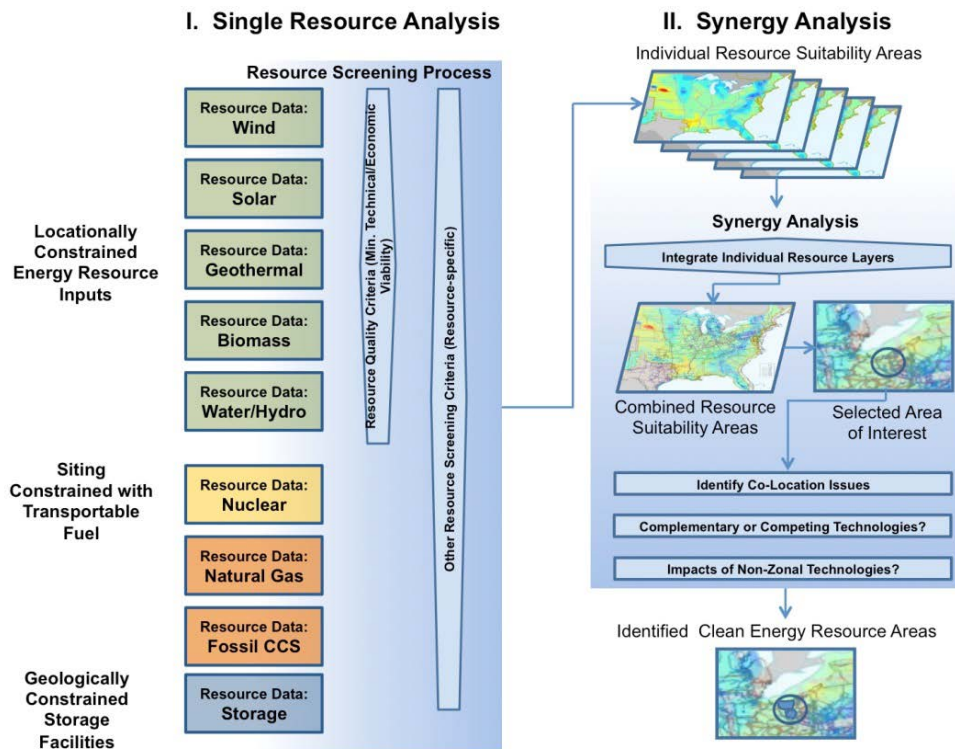 I. Single Resource Analysis
Resource Screening Process
Locationally
Constrained
Energy Resource
Inputs
Siting
Constrained with
Transportable
Fuel
Geologically
Constrained
Storage
Facilities
Resource Data:
Wind
Resource Data:
Solar
Resource Data:
Geothermal
Resource Data:
Biomass
Resource Data:
Water/Hydro
Resource Data:
Nuclear
Resource Data:
Natural Gas
Resource Data:
Fossil CCS
Resource Data:
Storage
Resource Quality Criteria (Min. Technical/Economic
Viability)
Other Resource Screening Criteria (Resource-specific)
II. Synergy Analysis
Individual Resource Suitability Areas
Synergy Analysis
Integrate Individual Resource Layers
Combined Resource
Suitability Areas
Selected Area
of Interest
Identify Co-Location Issues
Complementary or Competing Technologies?
Impacts of Non-Zonal Technologies?
Identified Clean Energy Resource Areas